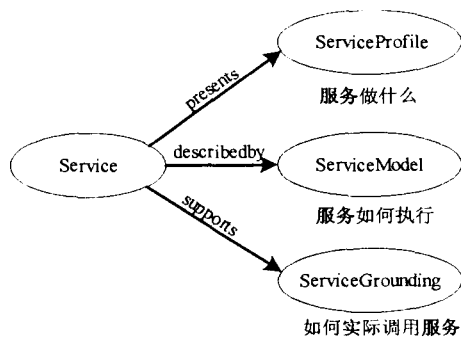 ServiceProfile
presents
服务做什么
Service
describedby
ServiceModel
服务如何执行
supports
ServiceGrounding
如何实际调用服务